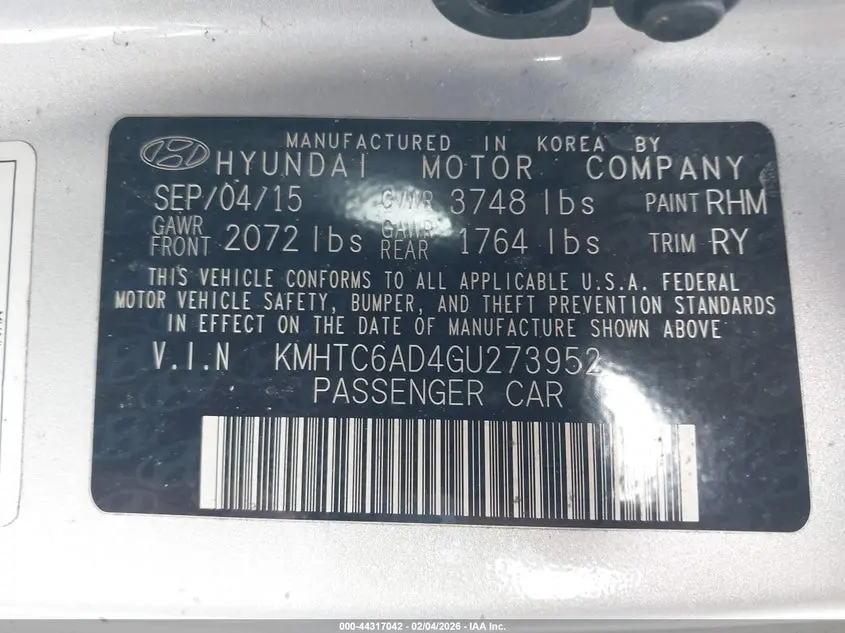 MANUFACTURED IN KOREA BY
HYUNDAI MOTOR COMPANY
SEP/04/15 GVWR 3748 lbs PAINT RHM
GAWR FRONT 2072 lbs GAWR REAR 1764 lbs TRIM RY
THIS VEHICLE CONFORMS TO ALL APPLICABLE U.S.A. FEDERAL
MOTOR VEHICLE SAFETY, BUMPER, AND THEFT PREVENTION STANDARDS
IN EFFECT ON THE DATE OF MANUFACTURE SHOWN ABOVE
V.I.N KMHTC6AD4GU273952
PASSENGER CAR
000-44317042 - 02/04/2026 - IAA Inc.